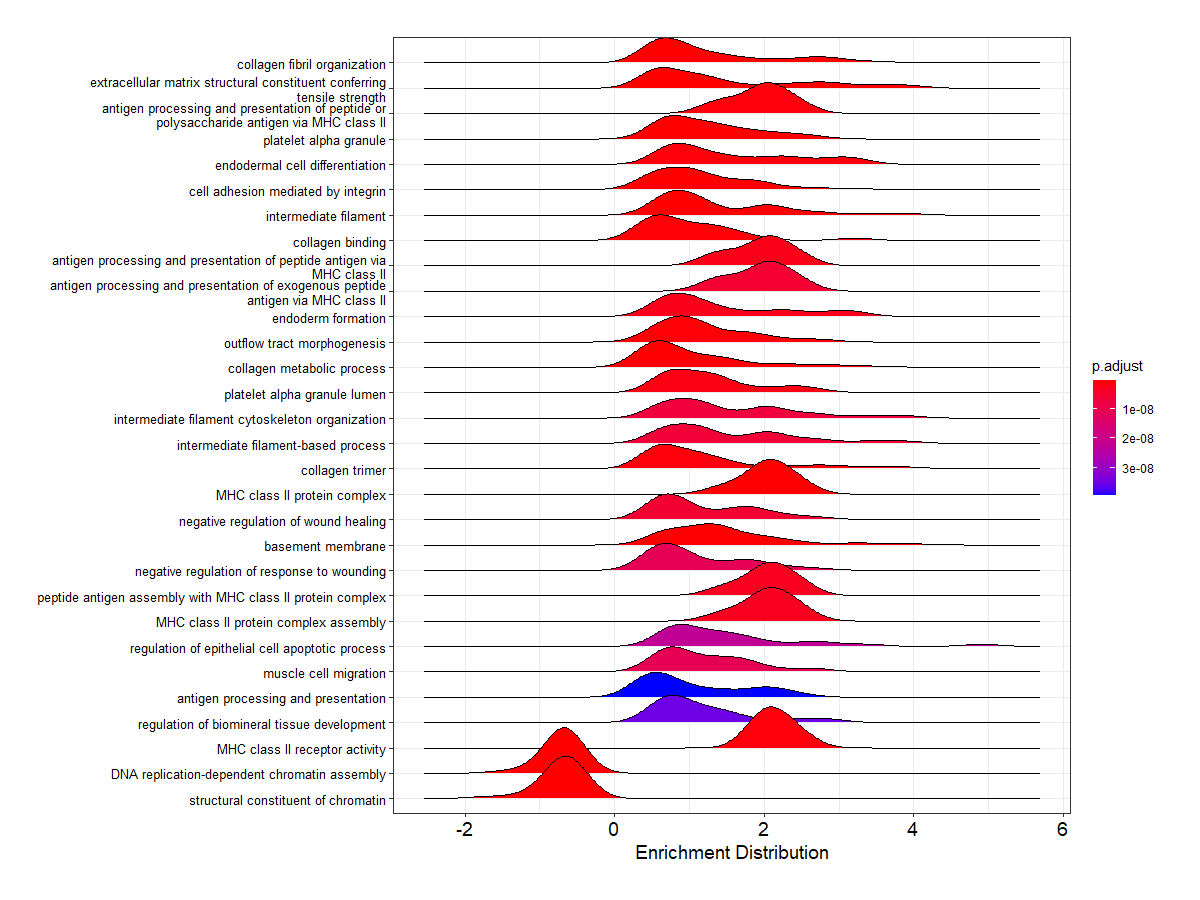 collagen fibril organization
extracellular matrix structural constituent conferring
tensile strength
antigen processing and presentation of peptide or
polysaccharide antigen via MHC class II
platelet alpha granule
endodermal cell differentiation
cell adhesion mediated by integrin
intermediate filament
collagen binding
antigen processing and presentation of peptide antigen via
MHC class II
antigen processing and presentation of exogenous peptide
antigen via MHC class II
endoderm formation
outflow tract morphogenesis
collagen metabolic process
platelet alpha granule lumen
intermediate filament cytoskeleton organization
intermediate filament-based process
collagen trimer
MHC class II protein complex
negative regulation of wound healing
basement membrane
negative regulation of response to wounding
peptide antigen assembly with MHC class II protein complex
MHC class II protein complex assembly
regulation of epithelial cell apoptotic process
muscle cell migration
antigen processing and presentation
regulation of biomineral tissue development
MHC class II receptor activity
DNA replication-dependent chromatin assembly
structural constituent of chromatin
-2 0 2 4 6
Enrichment Distribution
p.adjust
1e-08
2e-08
3e-08